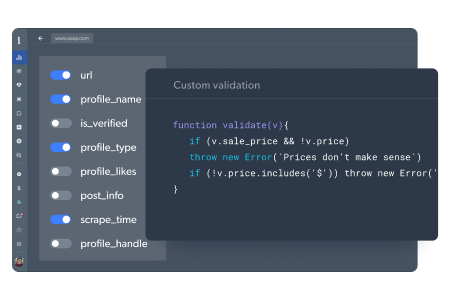 www.zoxp.com
url
profile_name
is_verified
profile_type
profile_likes
post_info
scrape_time
profile_handle
Custom validation
function validate(v){
if (v.sale_price && !v.price)
throw new Error(`Prices don't make sense`)
if (!v.price.includes('$')) throw new Error('
}